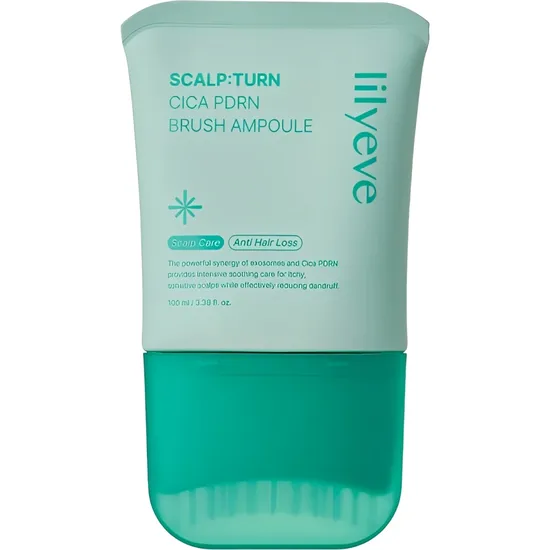 SCALP:TURN
CICA PDRN
BRUSH AMPOULE
lilyeve
Scalp Care Anti Hair Loss
The powerful synergy of exosomes and Cica PDRN
provides intensive soothing care for itchy,
sensitive scalps while effectively reducing dandruff.
100 ml / 3.38 fl. oz.